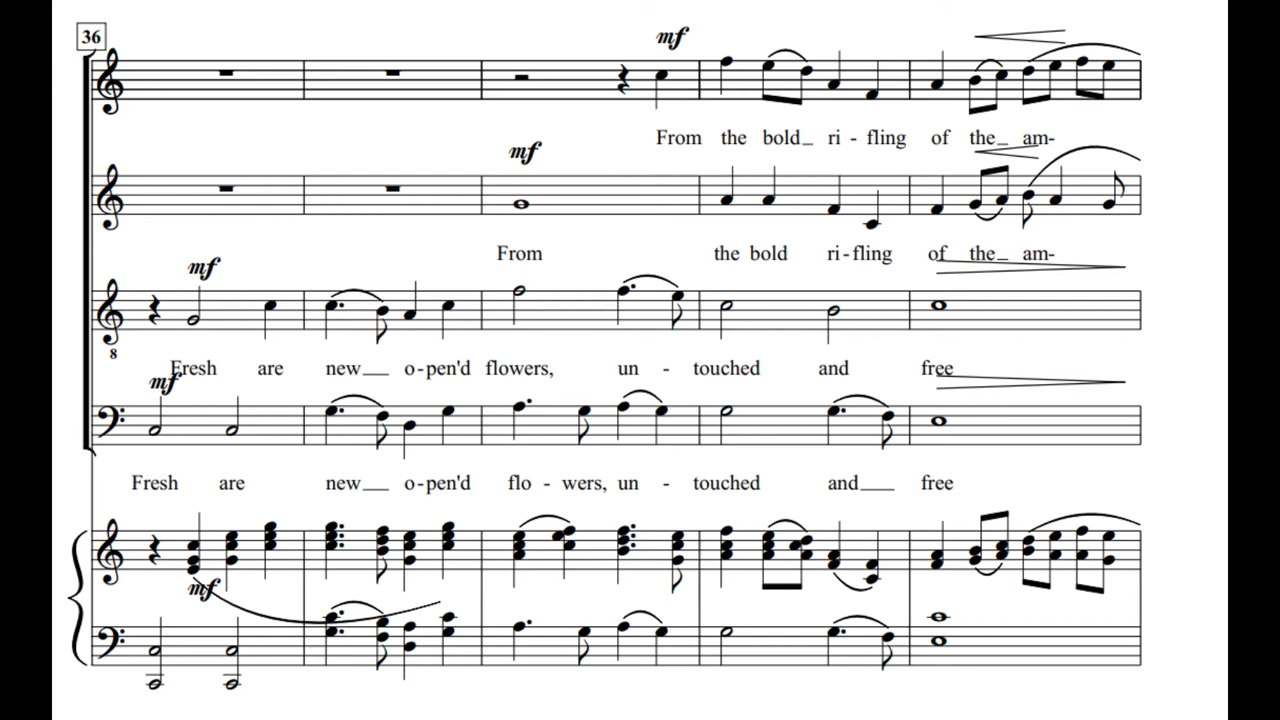 36
mf
From the bold_ ri - fling of the_ am-
mf
From the bold ri-fling of the_ am-
mf
8
Fresh are new__ o-pen'd flowers, un - touched and free
mf
Fresh are new__ o-pen'd flo - wers, un - touched and__ free
mf